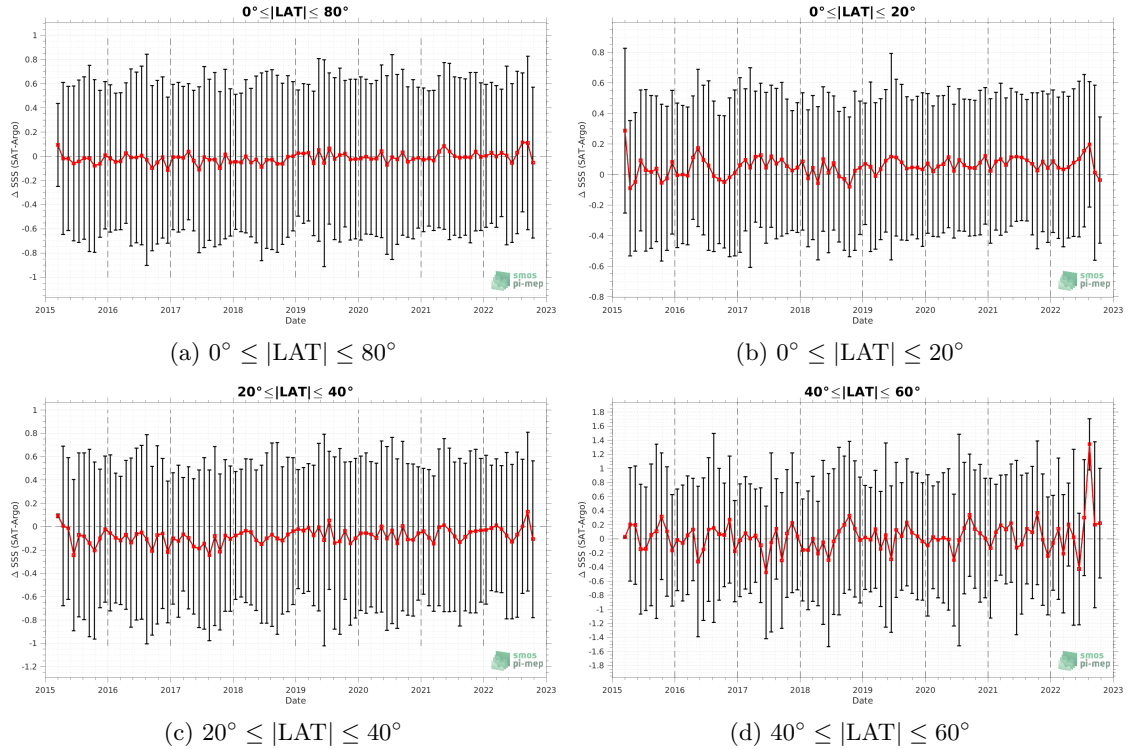 0°≤|LAT|≤ 80°
Δ SSS (SAT-Argo)
1
0.8
0.6
0.4
0.2
0
-0.2
-0.4
-0.6
-0.8
-1
2015 2016 2017 2018 2019 2020 2021 2022 2023
Date
smos
pi-mep
(a) 0° ≤ |LAT| ≤ 80°
0°≤|LAT|≤ 20°
Δ SSS (SAT-Argo)
0.8
0.6
0.4
0.2
0
-0.2
-0.4
-0.6
-0.8
2015 2016 2017 2018 2019 2020 2021 2022 2023
Date
smos
pi-mep
(b) 0° ≤ |LAT| ≤ 20°
20°≤|LAT|≤ 40°
Δ SSS (SAT-Argo)
1
0.8
0.6
0.4
0.2
0
-0.2
-0.4
-0.6
-0.8
-1
-1.2
2015 2016 2017 2018 2019 2020 2021 2022 2023
Date
smos
pi-mep
(c) 20° ≤ |LAT| ≤ 40°
40°≤|LAT|≤ 60°
Δ SSS (SAT-Argo)
1.8
1.6
1.4
1.2
1
0.8
0.6
0.4
0.2
0
-0.2
-0.4
-0.6
-0.8
-1
-1.2
-1.4
-1.6
-1.8
2015 2016 2017 2018 2019 2020 2021 2022 2023
Date
smos
pi-mep
(d) 40° ≤ |LAT| ≤ 60°